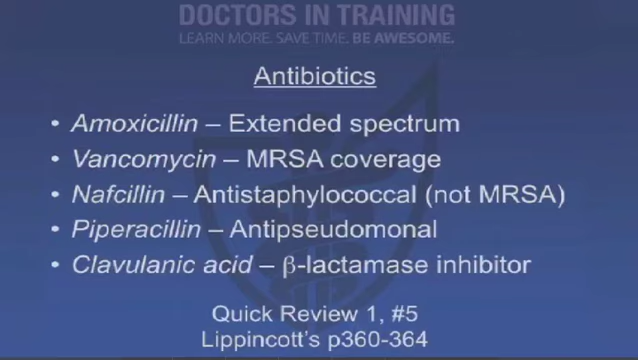 DOCTORS IN TRAINING
LEARN MORE. SAVE TIME. BE AWESOME.
Antibiotics
• Amoxicillin – Extended spectrum
• Vancomycin – MRSA coverage
• Nafcillin – Antistaphylococcal (not MRSA)
• Piperacillin – Antipseudomonal
• Clavulanic acid – β-lactamase inhibitor
Quick Review 1, #5
Lippincott's p360-364